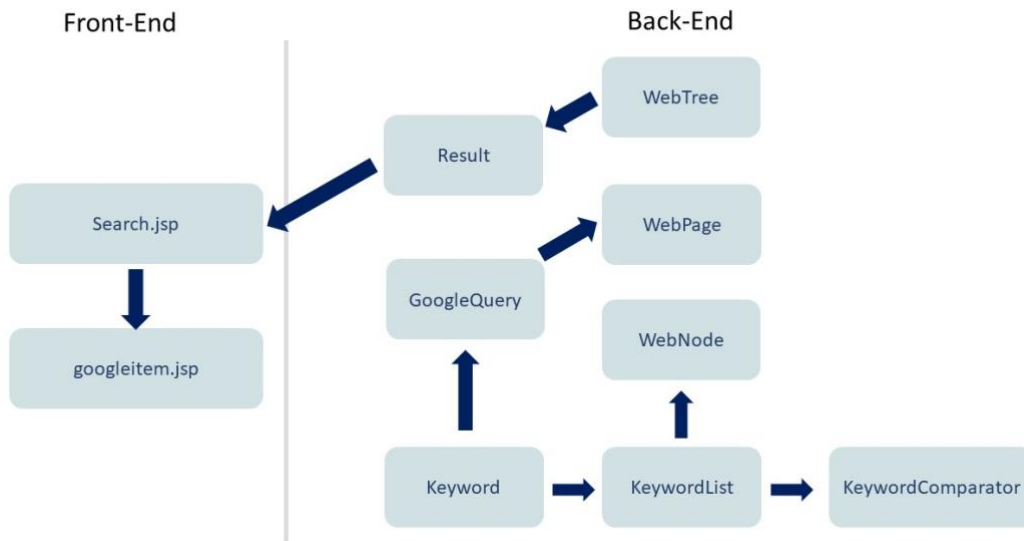 Front-End
Back-End
WebTree
Result
Search.jsp
WebPage
GoogleQuery
WebNode
googleitem.jsp
Keyword
KeywordList
KeywordComparator